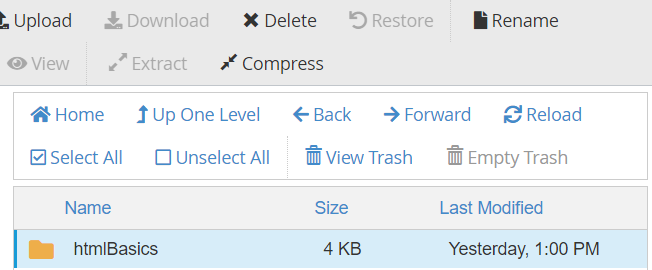 Upload Download Delete Restore Rename
View Extract Compress
Home Up One Level Back Forward Reload
Select All Unselect All View Trash Empty Trash
Name Size Last Modified
htmlBasics 4 KB Yesterday, 1:00 PM